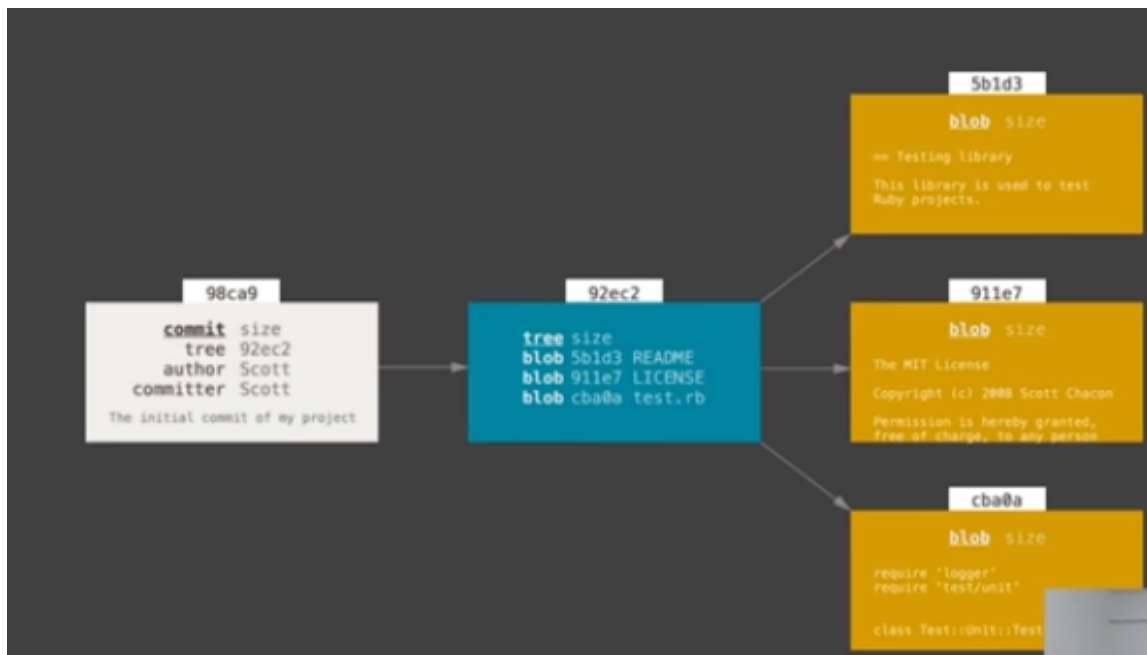 98ca9
commit size
tree 92ec2
author Scott
committer Scott
The initial commit of my project
92ec2
tree size
blob 5b1d3 README
blob 911e7 LICENSE
blob cba0a test.rb
5b1d3
blob size
== Testing library
This library is used to test
Ruby projects.
911e7
blob size
The MIT License
Copyright (c) 2008 Scott Chacon
Permission is hereby granted,
free of charge, to any person
cba0a
blob size
require 'logger'
require 'test/unit'
class Test::Unit::Test